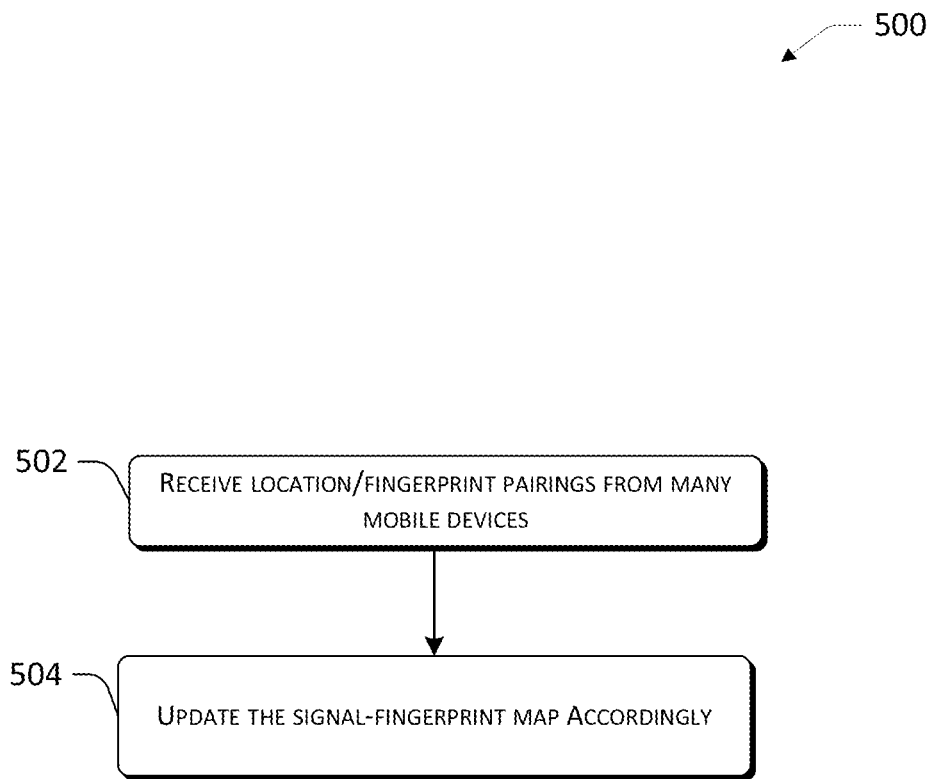 500
502
RECEIVE LOCATION/FINGERPRINT PAIRINGS FROM MANY
MOBILE DEVICES
504
UPDATE THE SIGNAL-FINGERPRINT MAP ACCORDINGLY